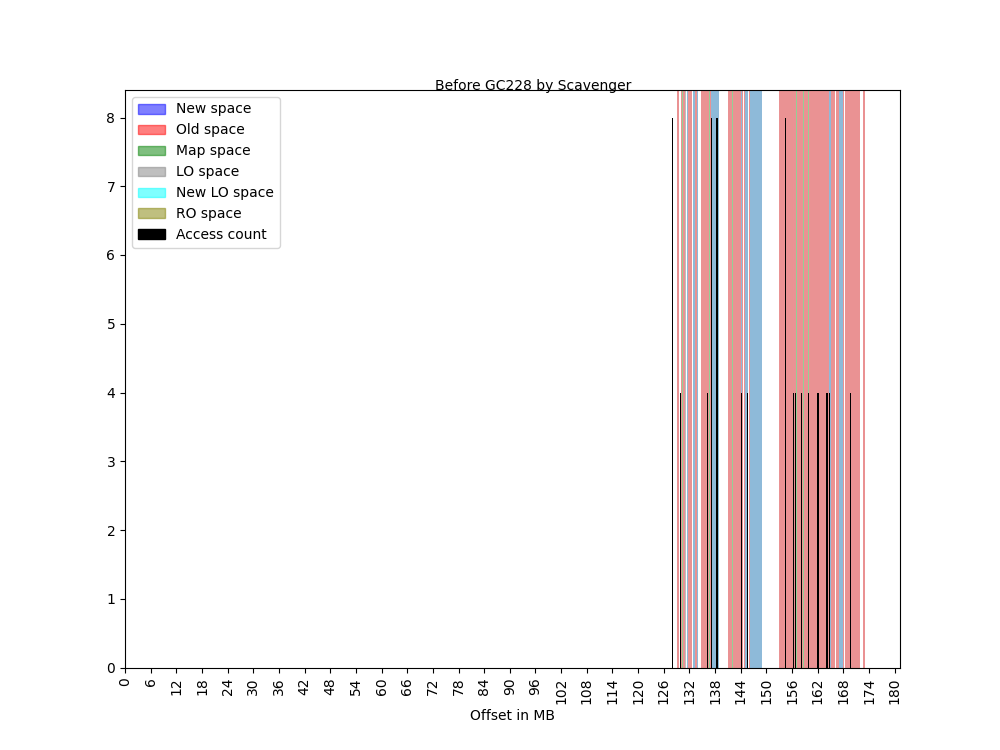 Before GC228 by Scavenger
New space
Old space
Map space
LO space
New LO space
RO space
Access count
8
7
6
5
4
3
2
1
0
0 6 12 18 24 30 36 42 48 54 60 66 72 78 84 90 96 102 108 114 120 126 132 138 144 150 156 162 168 174 180
Offset in MB